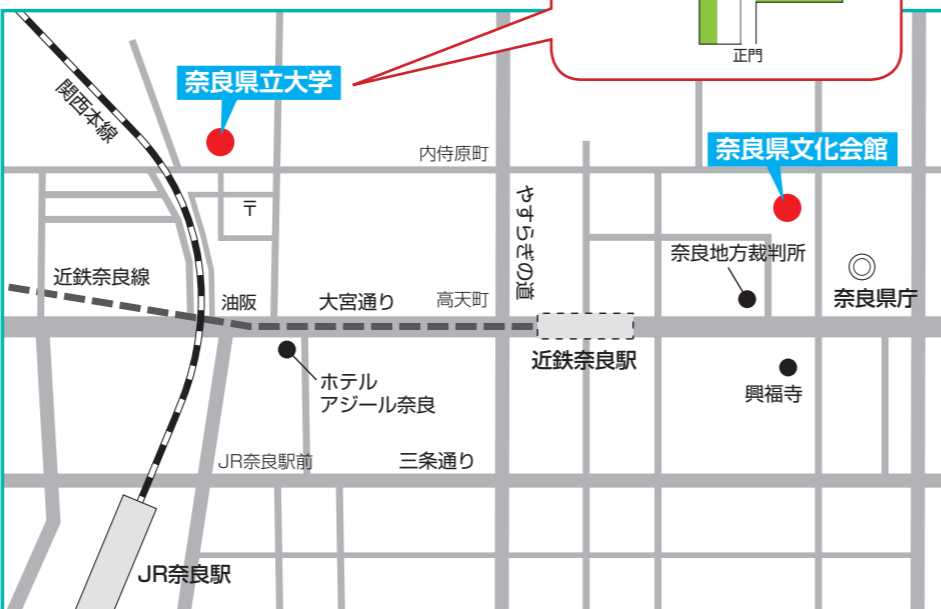 正門
関西本線
奈良県立大学
内侍原町
奈良県文化会館
〒
やすらぎの道
奈良地方裁判所
◎
奈良県庁
近鉄奈良線
油阪
大宮通り
高天町
近鉄奈良駅
ホテル
アジール奈良
興福寺
JR奈良駅前
三条通り
JR奈良駅